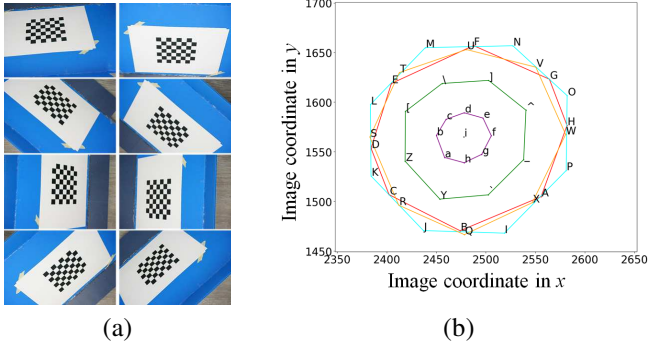 1700
1650
1600
1550
1500
1450
Image coordinate in y
M U F N
T E \ ] V G
L [ d ^ O
c e
S b j f H W
D a g
Z h _
K P
C R Y ` X A
J B Q I
2350 2400 2450 2500 2550 2600 2650
Image coordinate in x
(a) (b)